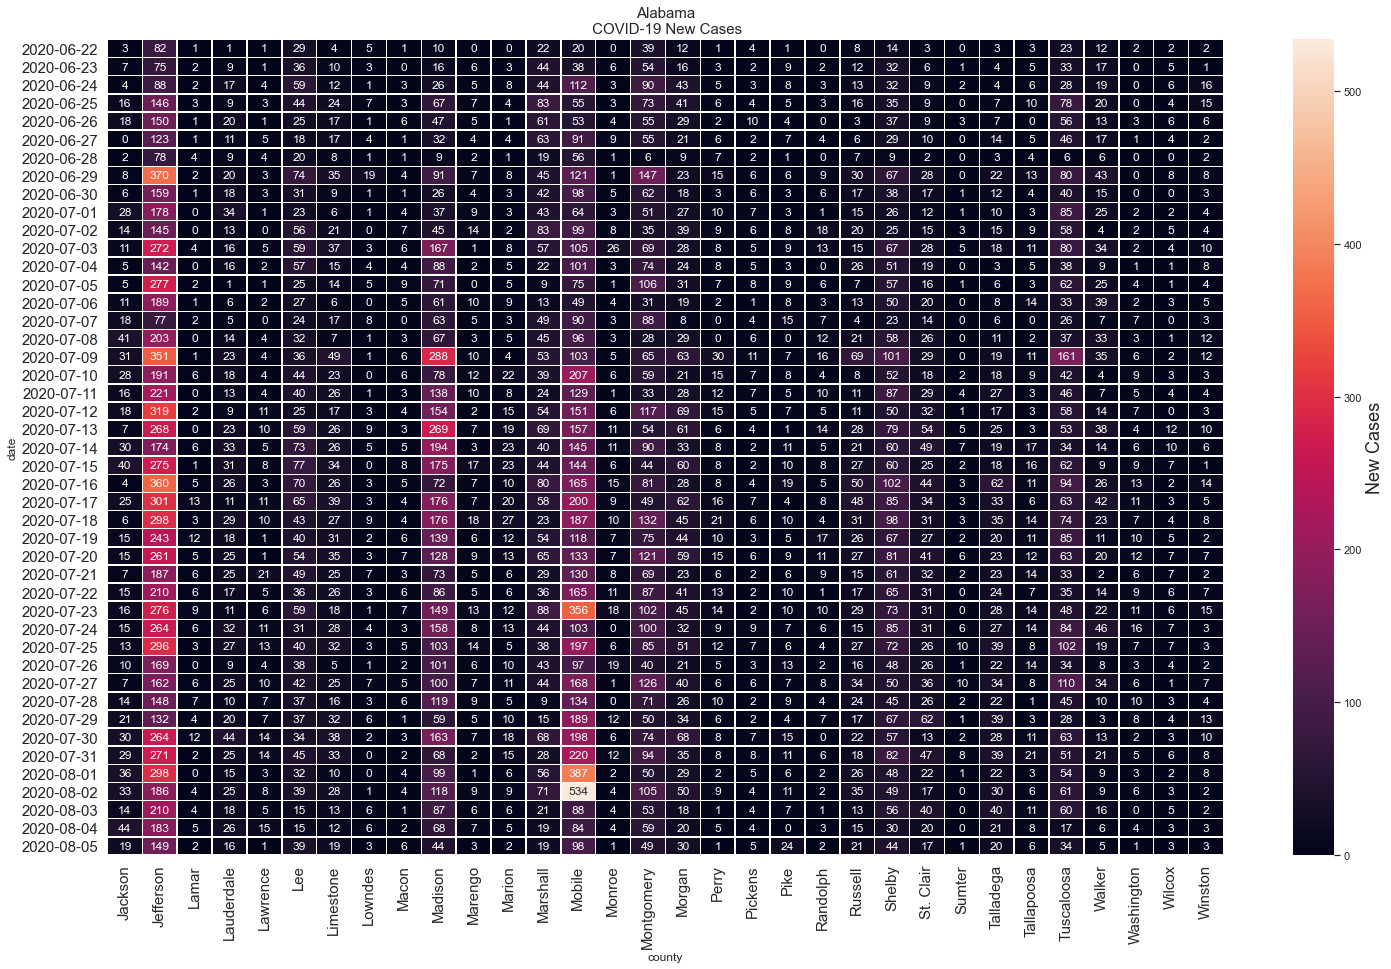 Alabama
COVID-19 New Cases
2020-06-22 3 82 1 1 1 29 4 5 1 10 0 0 22 20 0 39 12 1 4 1 0 8 14 3 0 3 3 23 12 2 2 2
2020-06-23 7 75 2 9 1 36 10 3 0 16 6 3 44 38 6 54 16 3 2 9 2 12 32 6 1 4 5 33 17 0 5 1
2020-06-24 4 88 2 17 4 59 12 1 3 26 5 8 44 112 3 90 43 5 3 8 3 13 32 9 2 4 6 28 19 0 6 16
2020-06-25 16 146 3 9 3 44 24 7 3 67 7 4 83 55 3 73 41 6 4 5 3 16 35 9 0 7 10 78 20 0 4 15
2020-06-26 18 150 1 20 1 25 17 1 6 47 5 1 61 53 4 55 29 2 10 4 0 3 37 9 3 7 0 56 13 3 6 6
2020-06-27 0 123 1 11 5 18 17 4 1 32 4 4 63 91 9 55 21 6 2 7 4 6 29 10 0 14 5 46 17 1 4 2
2020-06-28 2 78 4 9 4 20 8 1 1 9 2 1 19 56 1 6 9 7 2 1 0 7 9 2 0 3 4 6 6 0 0 2
2020-06-29 8 370 2 20 3 74 35 19 4 91 7 8 45 121 1 147 23 15 6 6 9 30 67 28 0 22 13 80 43 0 8 8
2020-06-30 6 159 1 18 3 31 9 1 1 26 4 3 42 98 5 62 18 3 6 3 6 17 38 17 1 12 4 40 15 0 0 3
2020-07-01 28 178 0 34 1 23 6 1 4 37 9 3 43 64 3 51 27 10 7 3 1 15 26 12 1 10 3 85 25 2 2 4
2020-07-02 14 145 0 13 0 56 21 0 7 45 14 2 83 99 8 35 39 9 6 8 18 20 25 15 3 15 9 58 4 2 5 4
2020-07-03 11 272 4 16 5 59 37 3 6 167 1 8 57 105 26 69 28 8 5 9 13 15 67 28 5 18 11 80 34 2 4 10
2020-07-04 5 142 0 16 2 57 15 4 4 88 2 5 22 101 3 74 24 8 5 3 0 26 51 19 0 3 5 38 9 1 1 8
2020-07-05 5 277 2 1 1 25 14 5 9 71 0 5 9 75 1 106 31 7 8 9 6 7 57 16 1 6 3 62 25 4 1 4
2020-07-06 11 189 1 6 2 27 6 0 5 61 10 9 13 49 4 31 19 2 1 8 3 13 50 20 0 8 14 33 39 2 3 5
2020-07-07 18 77 2 5 0 24 17 8 0 63 5 3 49 90 3 88 8 0 4 15 7 4 23 14 0 6 0 26 7 7 0 3
2020-07-08 41 203 0 14 4 32 7 1 3 67 3 5 45 96 3 28 29 0 6 0 12 21 58 26 0 11 2 37 33 3 1 12
2020-07-09 31 351 1 23 4 36 49 1 6 288 10 4 53 103 5 65 63 30 11 7 16 69 101 29 0 19 11 161 35 6 2 12
2020-07-10 28 191 6 18 4 44 23 0 6 78 12 22 39 207 6 59 21 15 7 8 4 8 52 18 2 18 9 42 4 9 3 3
2020-07-11 16 221 0 13 4 40 26 1 3 138 10 8 24 129 1 33 28 12 7 5 10 11 87 29 4 27 3 46 7 5 4 4
2020-07-12 18 319 2 9 11 25 17 3 4 154 2 15 54 151 6 117 69 15 5 7 5 11 50 32 1 17 3 58 14 7 0 3
2020-07-13 7 268 0 23 10 59 26 9 3 269 7 19 69 157 11 54 61 6 4 1 14 28 79 54 5 25 3 53 38 4 12 10
2020-07-14 30 174 6 33 5 73 26 5 5 194 3 23 40 145 11 90 33 8 2 11 5 21 60 49 7 19 17 34 14 6 10 6
2020-07-15 40 275 1 31 8 77 34 0 8 175 17 23 44 144 6 44 60 8 2 10 8 27 60 25 2 18 16 62 9 9 7 1
2020-07-16 4 360 5 26 3 70 26 3 5 72 7 10 80 165 15 81 28 8 4 19 5 50 102 44 3 62 11 94 26 13 2 14
2020-07-17 25 301 13 11 11 65 39 3 4 176 7 20 58 200 9 49 62 16 7 4 8 48 85 34 3 33 6 63 42 11 3 5
2020-07-18 6 298 3 29 10 43 27 9 4 176 18 27 23 187 10 132 45 21 6 10 4 31 98 31 3 35 14 74 23 7 4 8
2020-07-19 15 243 12 18 1 40 31 2 6 139 6 12 54 118 7 75 44 10 3 5 17 26 67 27 2 20 11 85 11 10 5 2
2020-07-20 15 261 5 25 1 54 35 3 7 128 9 13 65 133 7 121 59 15 6 9 11 27 81 41 6 23 12 63 20 12 7 7
2020-07-21 7 187 6 25 21 49 25 7 3 73 5 6 29 130 8 69 23 6 2 6 9 15 61 32 2 23 14 33 2 6 7 2
2020-07-22 15 210 6 17 5 36 26 3 6 86 5 6 36 165 11 87 41 13 2 10 1 17 65 31 0 24 7 35 14 9 6 7
2020-07-23 16 276 9 11 6 59 18 1 7 149 13 12 88 356 18 102 45 14 2 10 10 29 73 31 0 28 14 48 22 11 6 15
2020-07-24 15 264 6 32 11 31 28 4 3 158 8 13 44 103 0 100 32 9 9 7 6 15 85 31 6 27 14 84 46 16 7 3
2020-07-25 13 296 3 27 13 40 32 3 5 103 14 5 38 197 6 85 51 12 7 6 4 27 72 26 10 39 8 102 19 7 7 3
2020-07-26 10 169 0 9 4 38 5 1 2 101 6 10 43 97 19 40 21 5 3 13 2 16 48 26 1 22 14 34 8 3 4 2
2020-07-27 7 162 6 25 10 42 25 7 5 100 7 11 44 168 1 126 40 6 6 7 8 34 50 36 10 34 8 110 34 6 1 7
2020-07-28 14 148 7 10 7 37 16 3 6 119 9 5 9 134 0 71 26 10 2 9 4 24 45 26 2 22 1 45 10 10 3 4
2020-07-29 21 132 4 20 7 37 32 6 1 59 5 10 15 189 12 50 34 6 2 4 7 17 67 62 1 39 3 28 3 8 4 13
2020-07-30 30 264 12 44 14 34 38 2 3 163 7 18 68 198 6 74 68 8 7 15 0 22 57 13 2 28 11 63 13 2 3 10
2020-07-31 29 271 2 25 14 45 33 0 2 68 2 15 28 220 12 94 35 8 8 11 6 18 82 47 8 39 21 51 21 5 6 8
2020-08-01 36 298 0 15 3 32 10 0 4 99 1 6 56 387 2 50 29 2 5 6 2 26 48 22 1 22 3 54 9 3 2 8
2020-08-02 33 186 4 25 8 39 28 1 4 118 9 9 71 534 4 105 50 9 4 11 2 35 49 17 0 30 6 61 9 6 3 2
2020-08-03 14 210 4 18 5 15 13 6 1 87 6 6 21 88 4 53 18 1 4 7 1 13 56 40 0 40 11 60 16 0 5 2
2020-08-04 44 183 5 26 15 15 12 6 2 68 7 5 19 84 4 59 20 5 4 0 3 15 30 20 0 21 8 17 6 4 3 3
2020-08-05 19 149 2 16 1 39 19 3 6 44 3 2 19 98 1 49 30 1 5 24 2 21 44 17 1 20 6 34 5 1 3 3
date
Jackson
Jefferson
Lamar
Lauderdale
Lawrence
Lee
Limestone
Lowndes
Macon
Madison
Marengo
Marion
Marshall
Mobile
Monroe
Montgomery
Morgan
Perry
Pickens
Pike
Randolph
Russell
Shelby
St. Clair
Sumter
Talladega
Tallapoosa
Tuscaloosa
Walker
Washington
Wilcox
Winston
county
500
400
300
200
100
0
New Cases